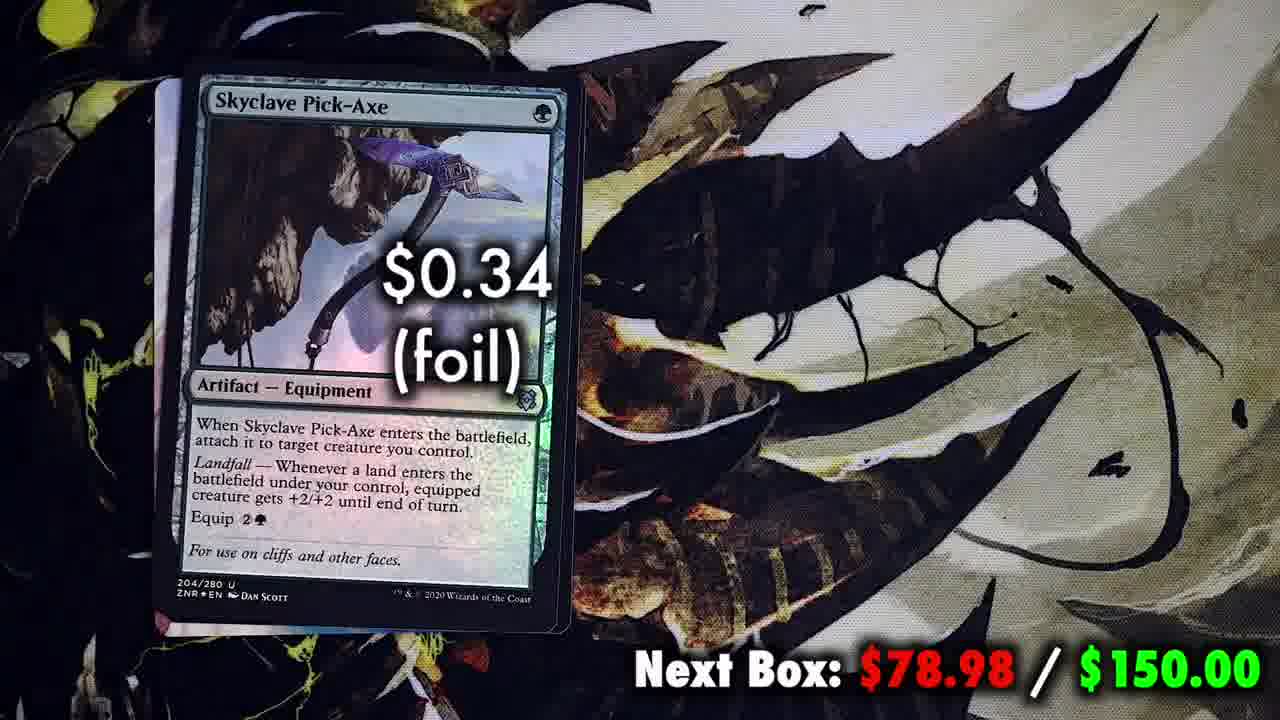 Skyclave Pick-Axe
$0.34
(foil)
Artifact — Equipment
When Skyclave Pick-Axe enters the battlefield,
attach it to target creature you control.
Landfall — Whenever a land enters the
battlefield under your control, equipped
creature gets +2/+2 until end of turn.
Equip 2
For use on cliffs and other faces.
204/280 U
ZNR★EN Dan Scott
™ & © 2020 Wizards of the Coast
Next Box: $78.98 / $150.00